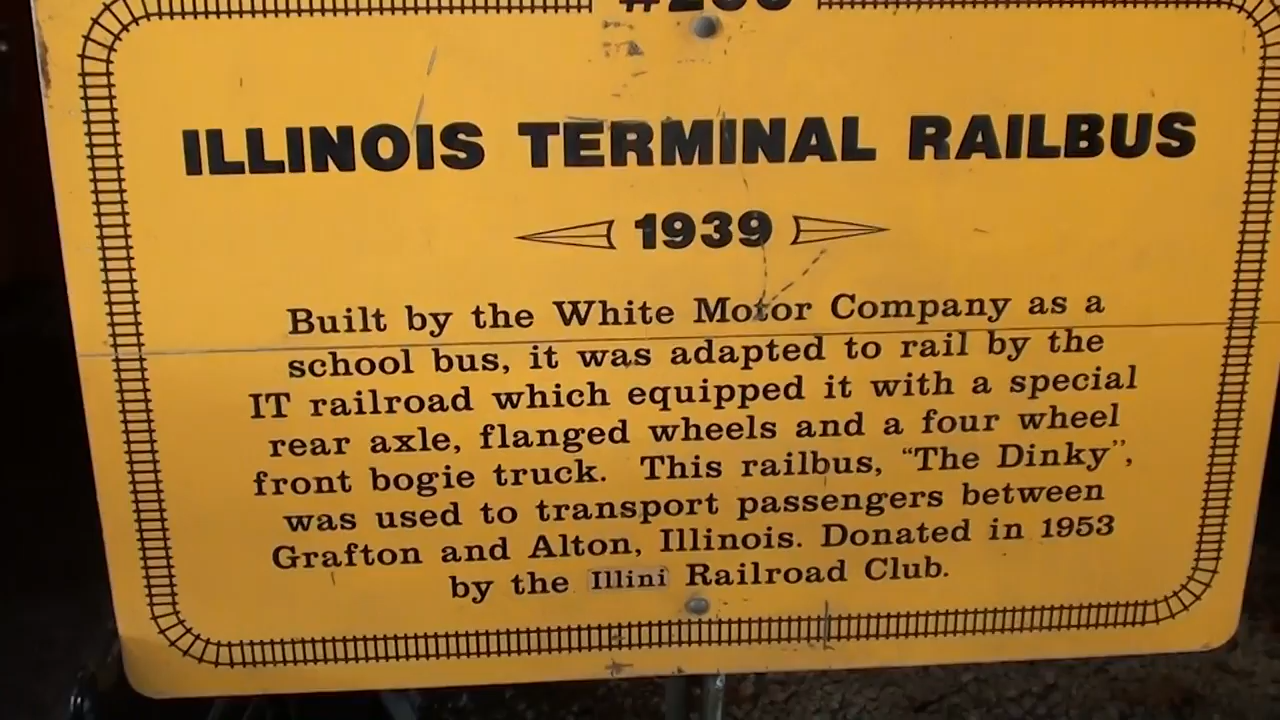 ILLINOIS TERMINAL RAILBUS
1939
Built by the White Motor Company as a
school bus, it was adapted to rail by the
IT railroad which equipped it with a special
rear axle, flanged wheels and a four wheel
front bogie truck. This railbus, “The Dinky”,
was used to transport passengers between
Grafton and Alton, Illinois. Donated in 1953
by the Illini Railroad Club.